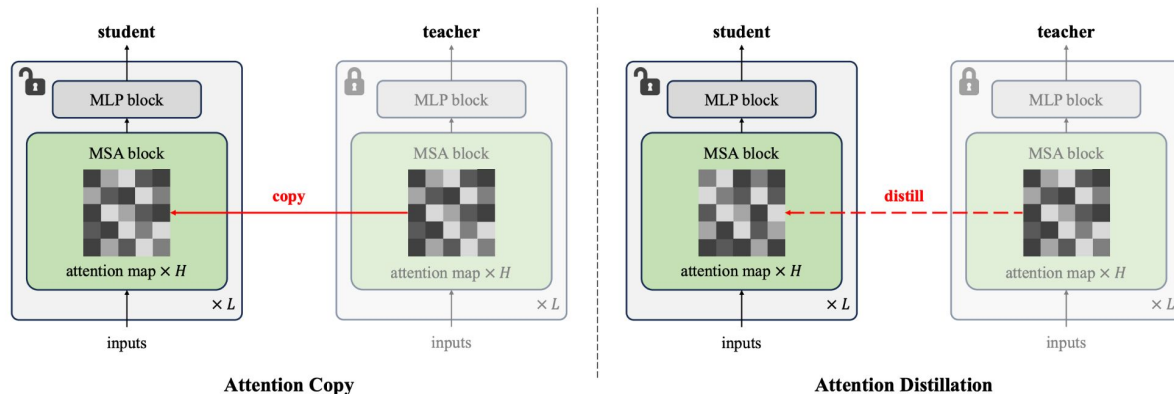 student
MLP block
MSA block
attention map × H
× L
inputs
copy
teacher
MLP block
MSA block
attention map × H
× L
inputs
Attention Copy
student
MLP block
MSA block
attention map × H
× L
inputs
distill
teacher
MLP block
MSA block
attention map × H
× L
inputs
Attention Distillation